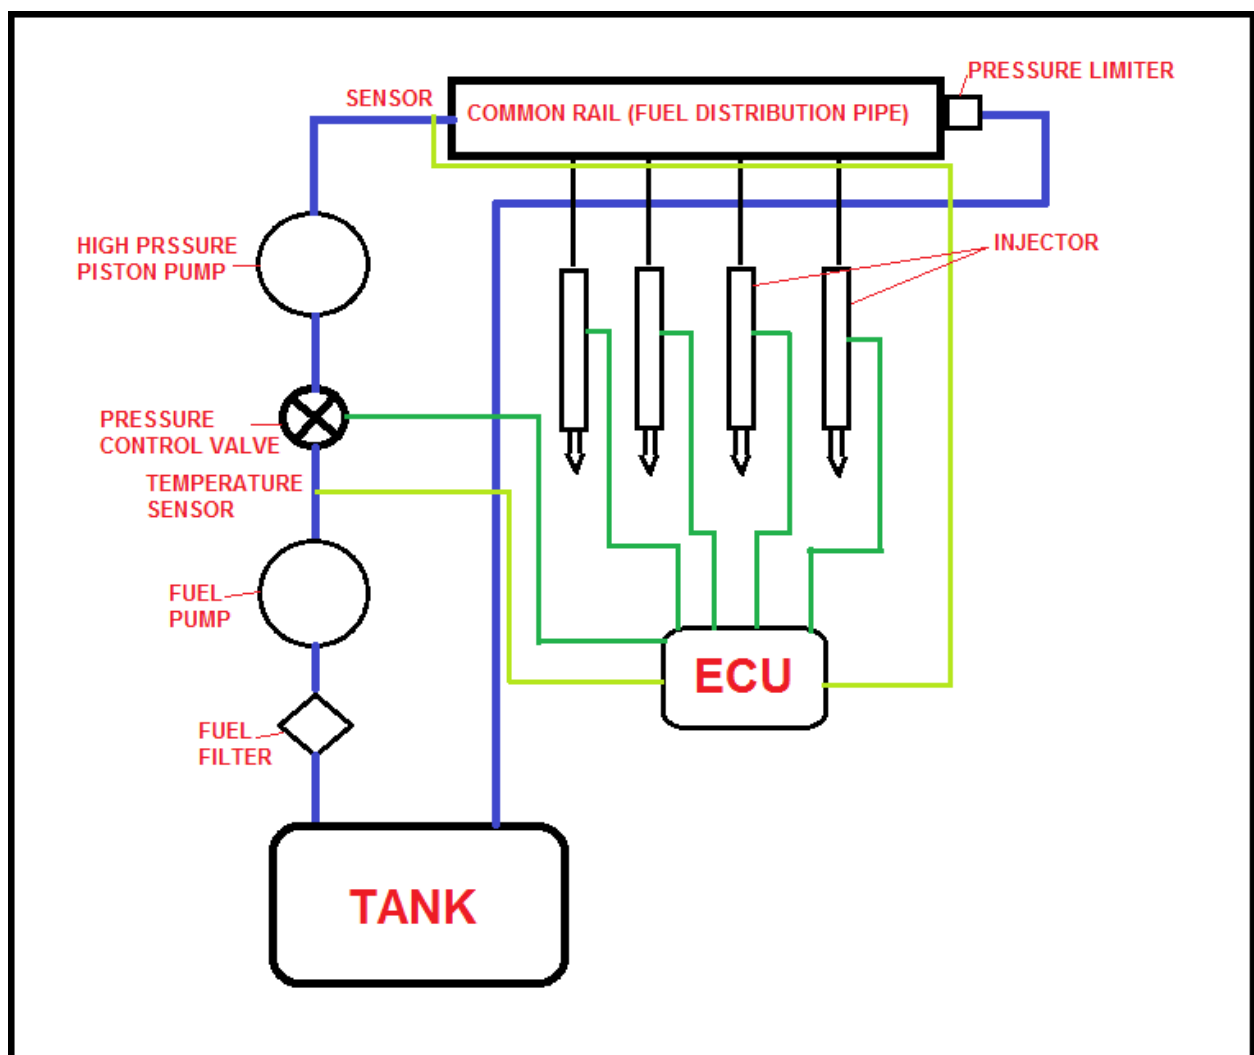 PRESSURE LIMITER
SENSOR
COMMON RAIL (FUEL DISTRIBUTION PIPE)
HIGH PRSSURE
PISTON PUMP
INJECTOR
PRESSURE
CONTROL VALVE
TEMPERATURE
SENSOR
FUEL
PUMP
ECU
FUEL
FILTER
TANK